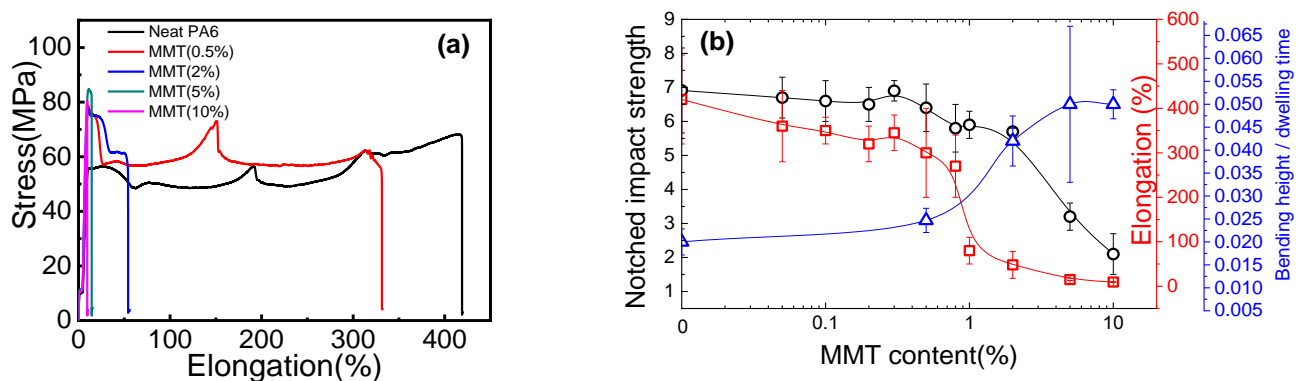 (a)
Neat PA6
MMT(0.5%)
MMT(2%)
MMT(5%)
MMT(10%)
Stress(MPa)
100
80
60
40
20
0
0 100 200 300 400
Elongation(%)
(b)
Notched impact strength
9
8
7
6
5
4
3
2
1
0 0.1 1 10
MMT content(%)
Elongation (%)
600
500
400
300
200
100
0
Bending height / dwelling time
0.065
0.060
0.055
0.050
0.045
0.040
0.035
0.030
0.025
0.020
0.015
0.010
0.005